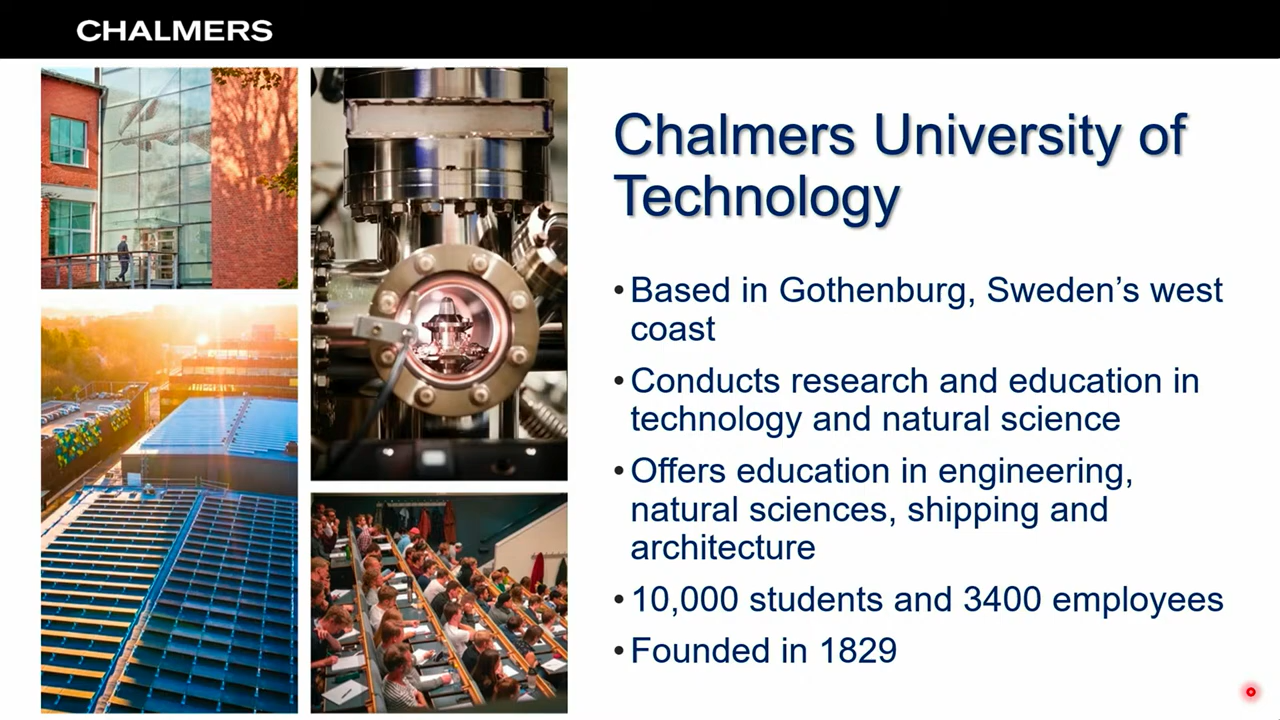 CHALMERS
Chalmers University of
Technology
•Based in Gothenburg, Sweden’s west
coast
•Conducts research and education in
technology and natural science
•Offers education in engineering,
natural sciences, shipping and
architecture
•10,000 students and 3400 employees
•Founded in 1829